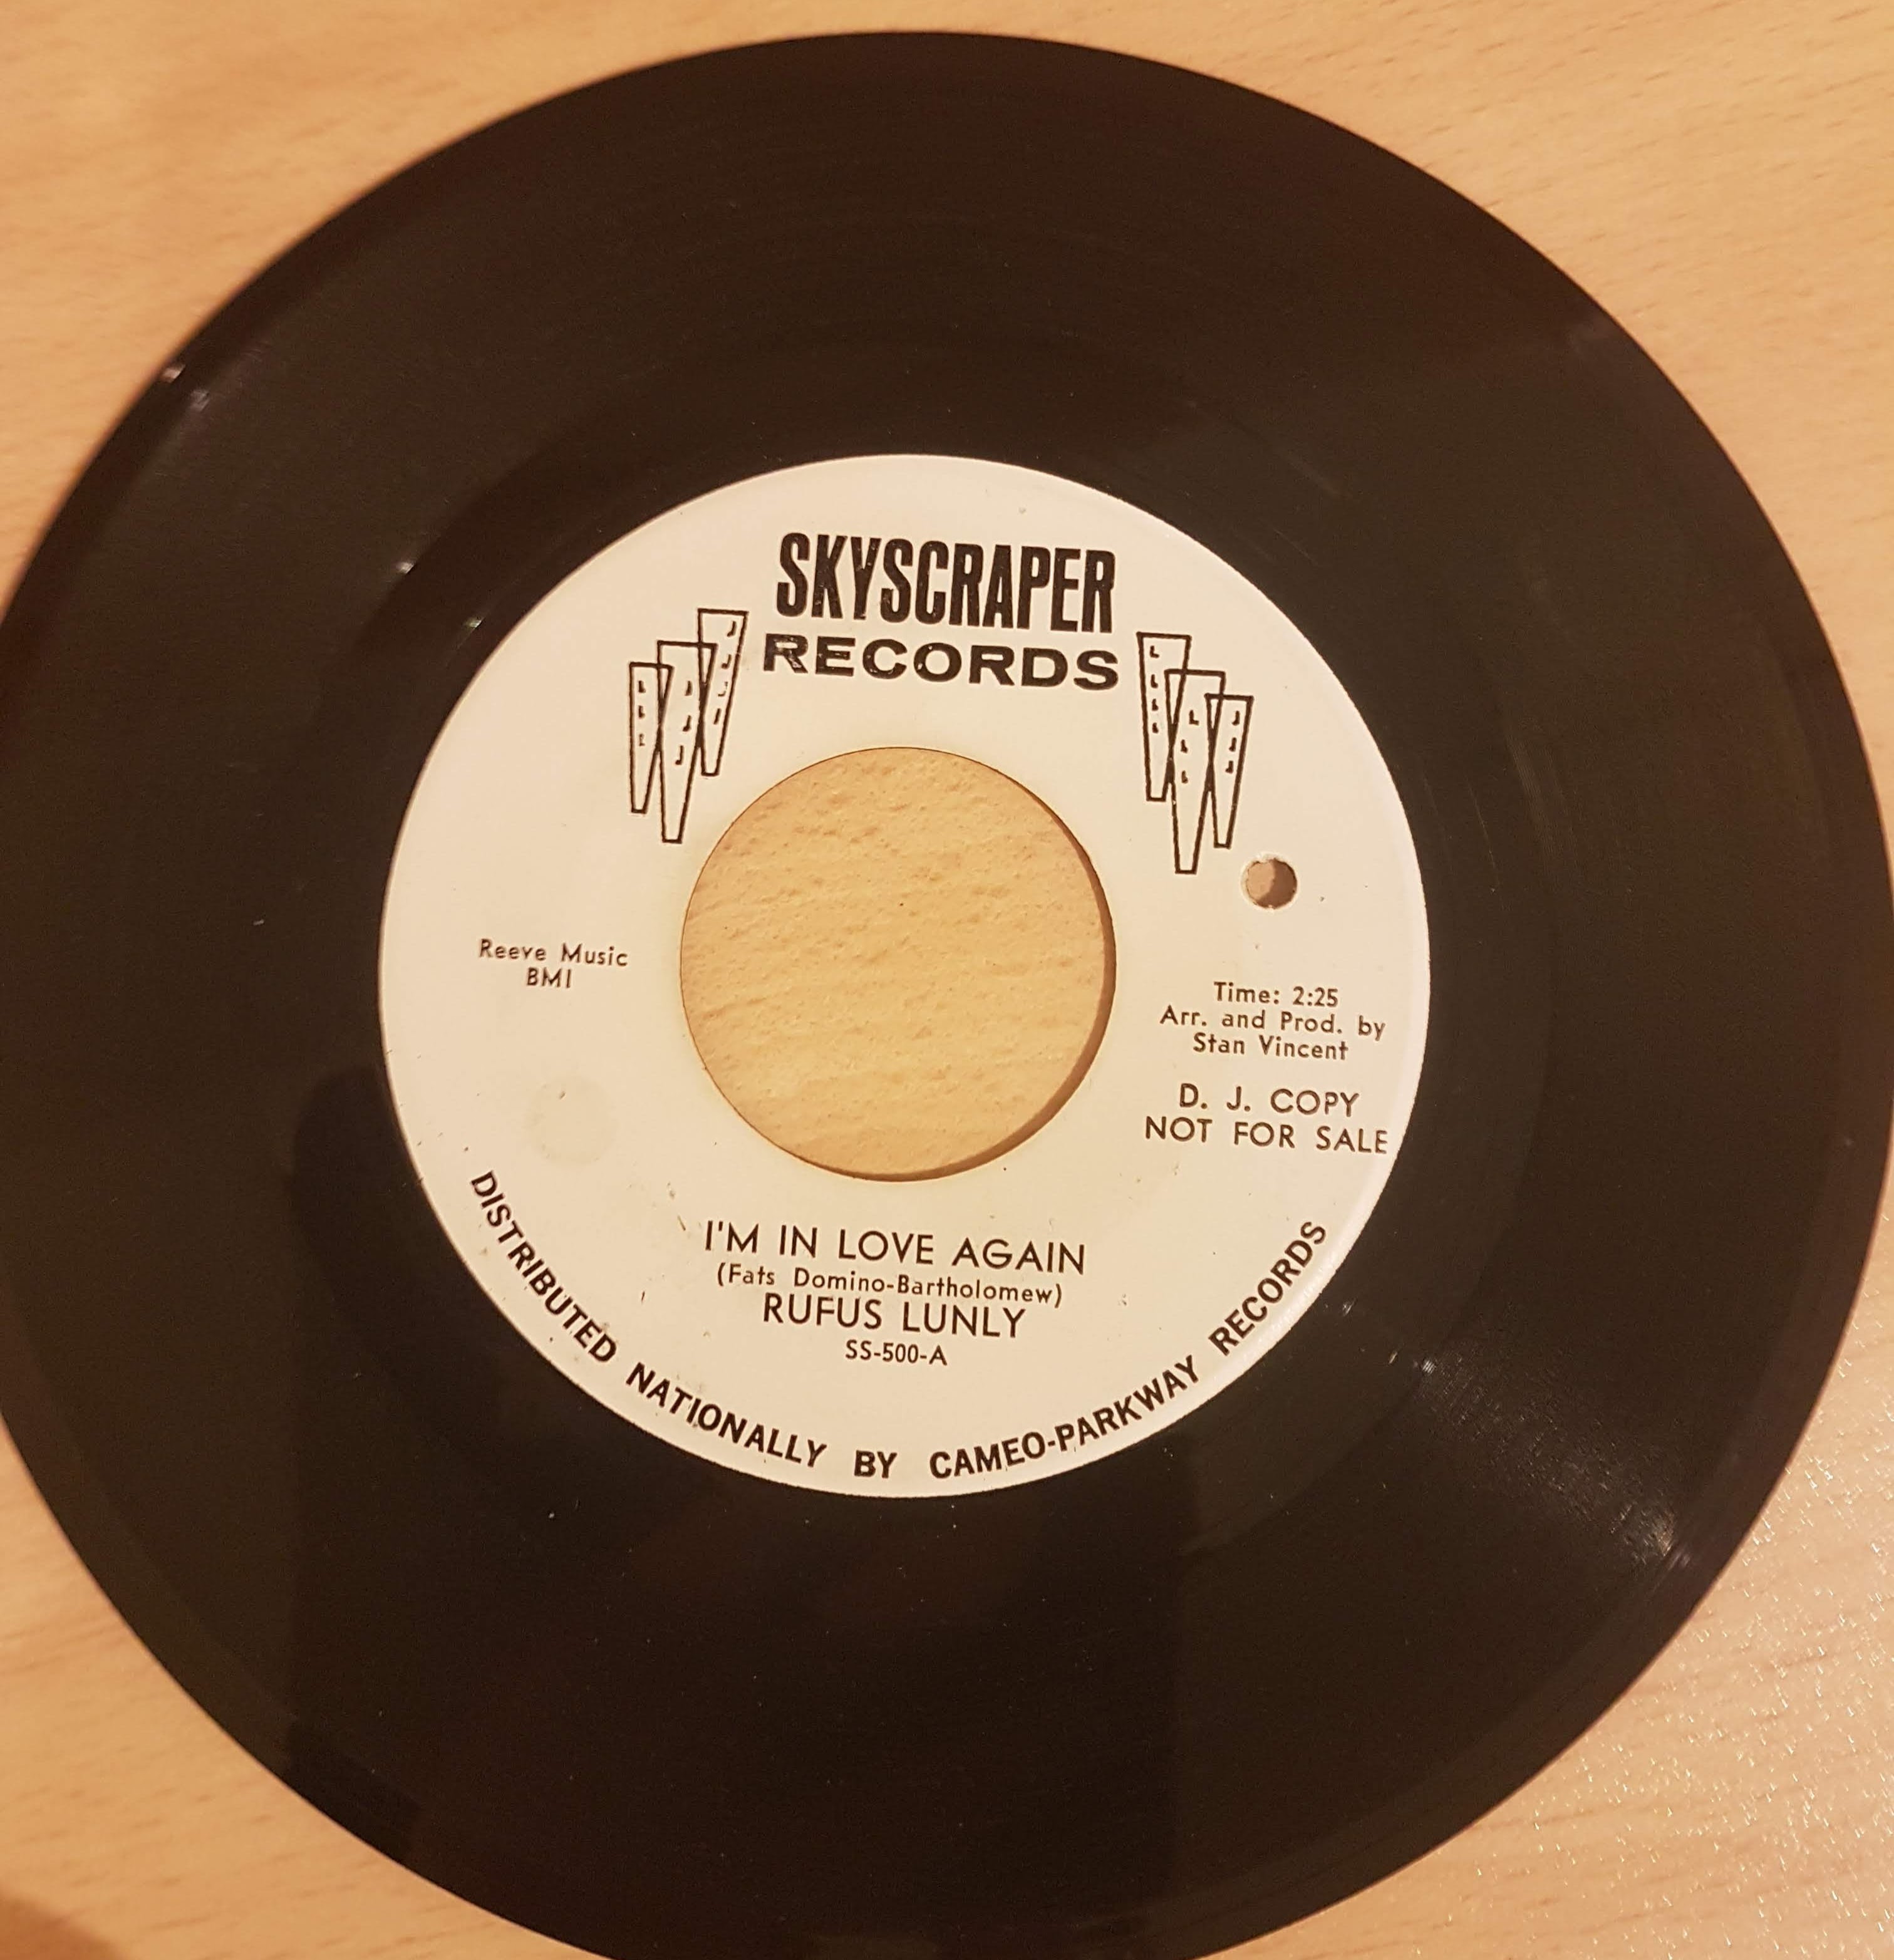 SKYSCRAPER
RECORDS
Reeve Music
BMI
Time: 2:25
Arr. and Prod. by
Stan Vincent
D. J. COPY
NOT FOR SALE
I'M IN LOVE AGAIN
(Fats Domino-Bartholomew)
RUFUS LUNLY
SS-500-A
DISTRIBUTED NATIONALLY BY CAMEO-PARKWAY RECORDS